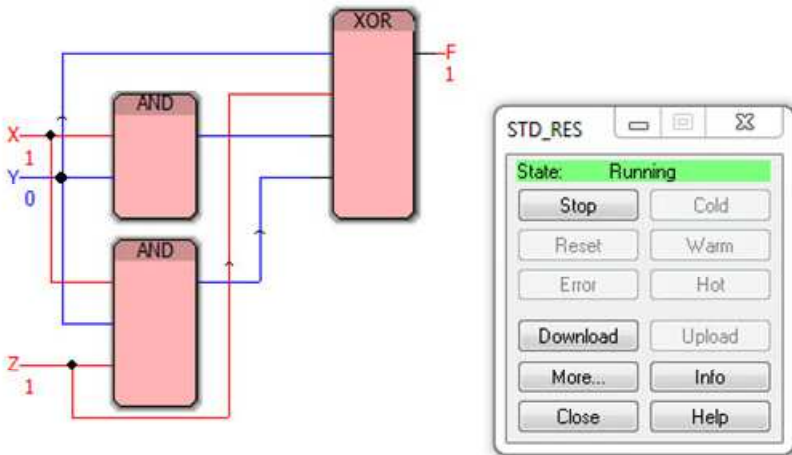 XOR
F
1
AND
X
1
Y
0
AND
Z
1
STD_RES
State: Running
Stop Cold
Reset Warm
Error Hot
Download Upload
More... Info
Close Help